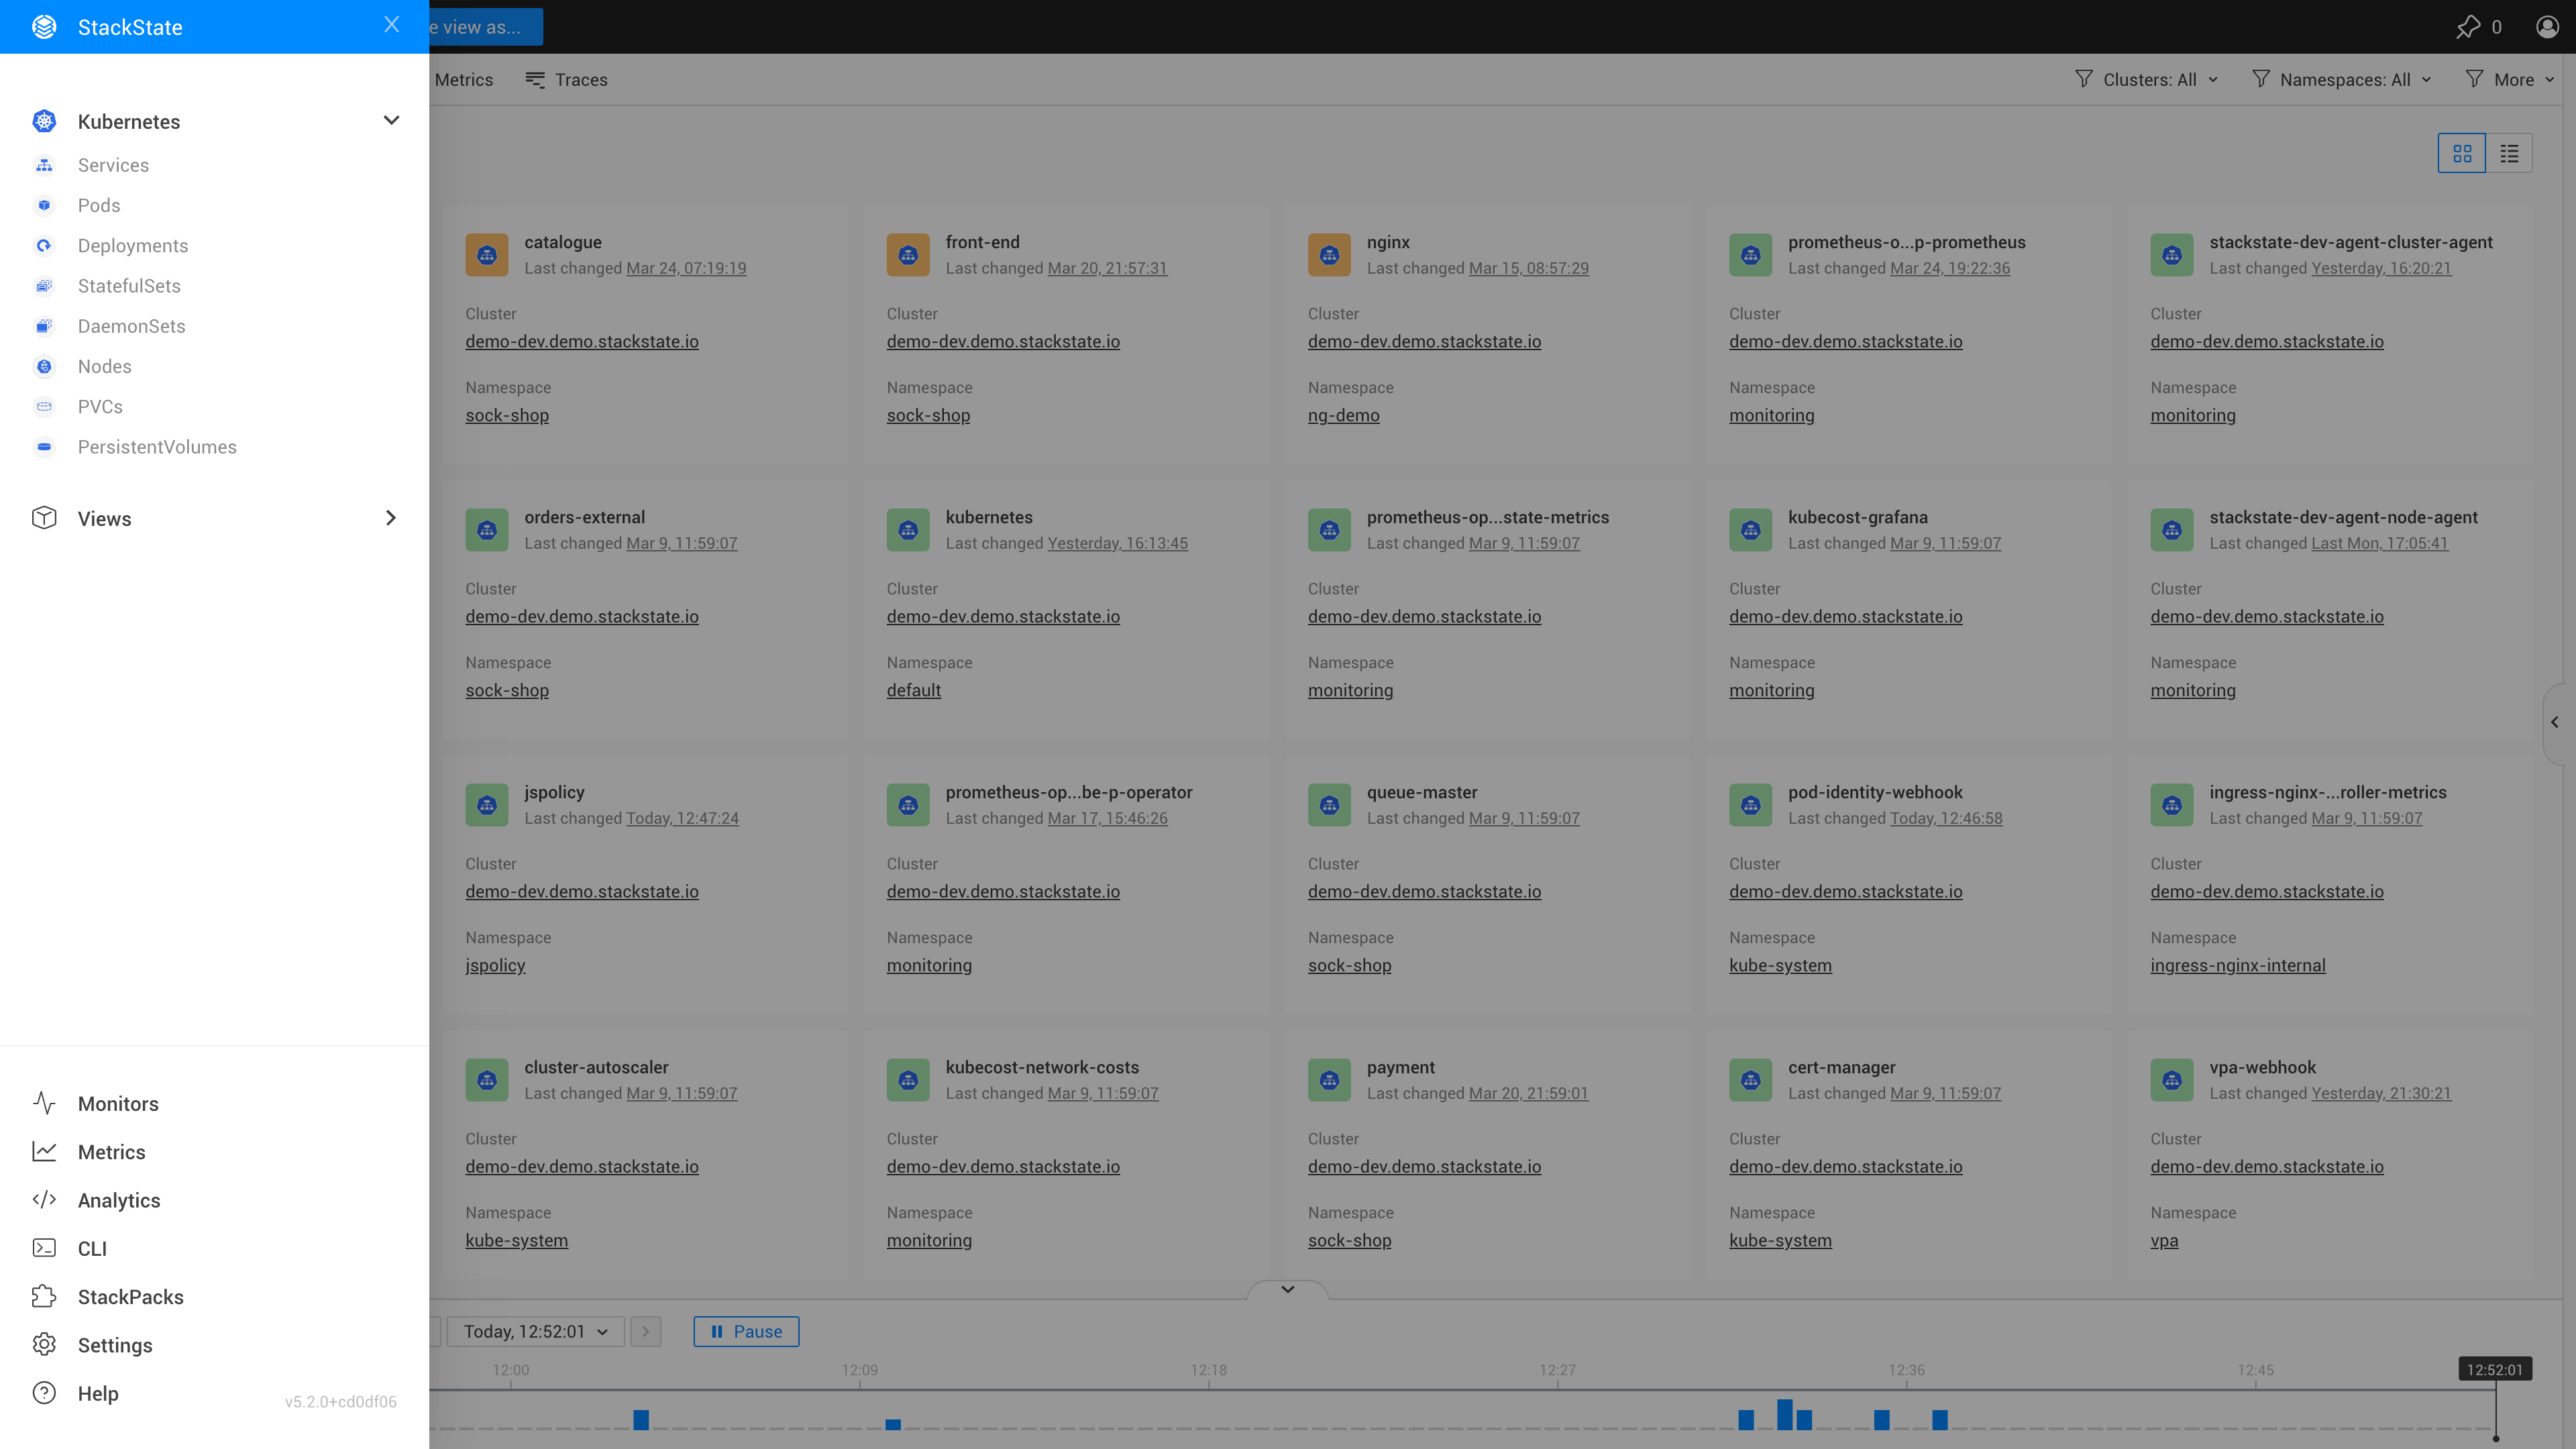 StackState
X
e view as...
0
Kubernetes
Services
Pods
Deployments
StatefulSets
DaemonSets
Nodes
PVCs
PersistentVolumes
Views
Monitors
Metrics
Analytics
CLI
StackPacks
Settings
Help
v5.2.0+cd0df06
Metrics
Traces
Clusters: All
Namespaces: All
More
catalogue
Last changed Mar 24, 07:19:19
Cluster
demo-dev.demo.stackstate.io
Namespace
sock-shop
front-end
Last changed Mar 20, 21:57:31
Cluster
demo-dev.demo.stackstate.io
Namespace
sock-shop
nginx
Last changed Mar 15, 08:57:29
Cluster
demo-dev.demo.stackstate.io
Namespace
ng-demo
prometheus-o...p-prometheus
Last changed Mar 24, 19:22:36
Cluster
demo-dev.demo.stackstate.io
Namespace
monitoring
stackstate-dev-agent-cluster-agent
Last changed Yesterday, 16:20:21
Cluster
demo-dev.demo.stackstate.io
Namespace
monitoring
orders-external
Last changed Mar 9, 11:59:07
Cluster
demo-dev.demo.stackstate.io
Namespace
sock-shop
kubernetes
Last changed Yesterday, 16:13:45
Cluster
demo-dev.demo.stackstate.io
Namespace
default
prometheus-op...state-metrics
Last changed Mar 9, 11:59:07
Cluster
demo-dev.demo.stackstate.io
Namespace
monitoring
kubecost-grafana
Last changed Mar 9, 11:59:07
Cluster
demo-dev.demo.stackstate.io
Namespace
monitoring
stackstate-dev-agent-node-agent
Last changed Last Mon, 17:05:41
Cluster
demo-dev.demo.stackstate.io
Namespace
monitoring
jspolicy
Last changed Today, 12:47:24
Cluster
demo-dev.demo.stackstate.io
Namespace
jspolicy
prometheus-op...be-p-operator
Last changed Mar 17, 15:46:26
Cluster
demo-dev.demo.stackstate.io
Namespace
monitoring
queue-master
Last changed Mar 9, 11:59:07
Cluster
demo-dev.demo.stackstate.io
Namespace
sock-shop
pod-identity-webhook
Last changed Today, 12:46:58
Cluster
demo-dev.demo.stackstate.io
Namespace
kube-system
ingress-nginx-...roller-metrics
Last changed Mar 9, 11:59:07
Cluster
demo-dev.demo.stackstate.io
Namespace
ingress-nginx-internal
cluster-autoscaler
Last changed Mar 9, 11:59:07
Cluster
demo-dev.demo.stackstate.io
Namespace
kube-system
kubecost-network-costs
Last changed Mar 9, 11:59:07
Cluster
demo-dev.demo.stackstate.io
Namespace
monitoring
payment
Last changed Mar 20, 21:59:01
Cluster
demo-dev.demo.stackstate.io
Namespace
sock-shop
cert-manager
Last changed Mar 9, 11:59:07
Cluster
demo-dev.demo.stackstate.io
Namespace
kube-system
vpa-webhook
Last changed Yesterday, 21:30:21
Cluster
demo-dev.demo.stackstate.io
Namespace
vpa
Today, 12:52:01
Pause
12:00
12:09
12:18
12:27
12:36
12:45
12:52:01